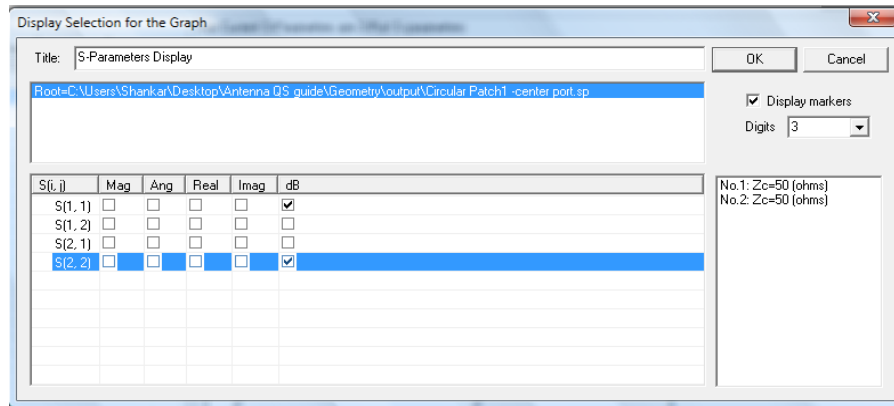 Display Selection for the Graph
Title: S-Parameters Display
OK Cancel
Root=C:\Users\Shankar\Desktop\Antenna QS guide\Geometry\output\Circular Patch1 -center port.sp
Display markers
Digits 3
S(i, j) Mag Ang Real Imag dB
S(1, 1)
S(1, 2)
S(2, 1)
S(2, 2)
No.1: Zc=50 (ohms)
No.2: Zc=50 (ohms)